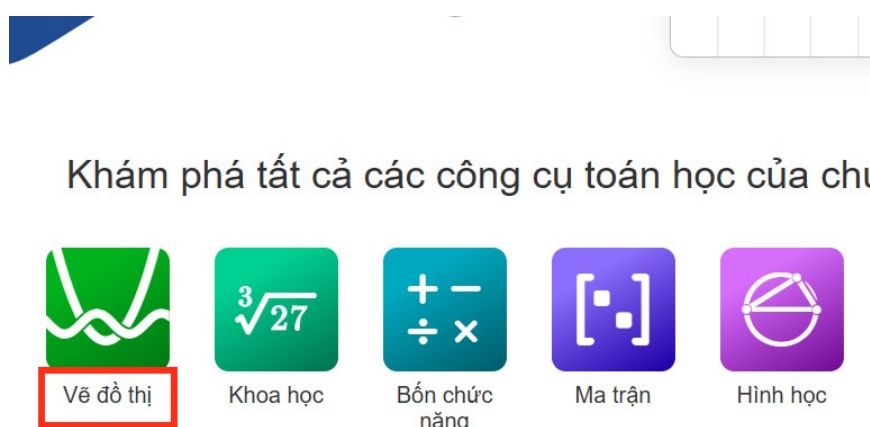 Khám phá tất cả các công cụ toán học của
∛27
Vẽ đồ thị
Khoa học
Bốn chức
năng
Ma trận
Hình học